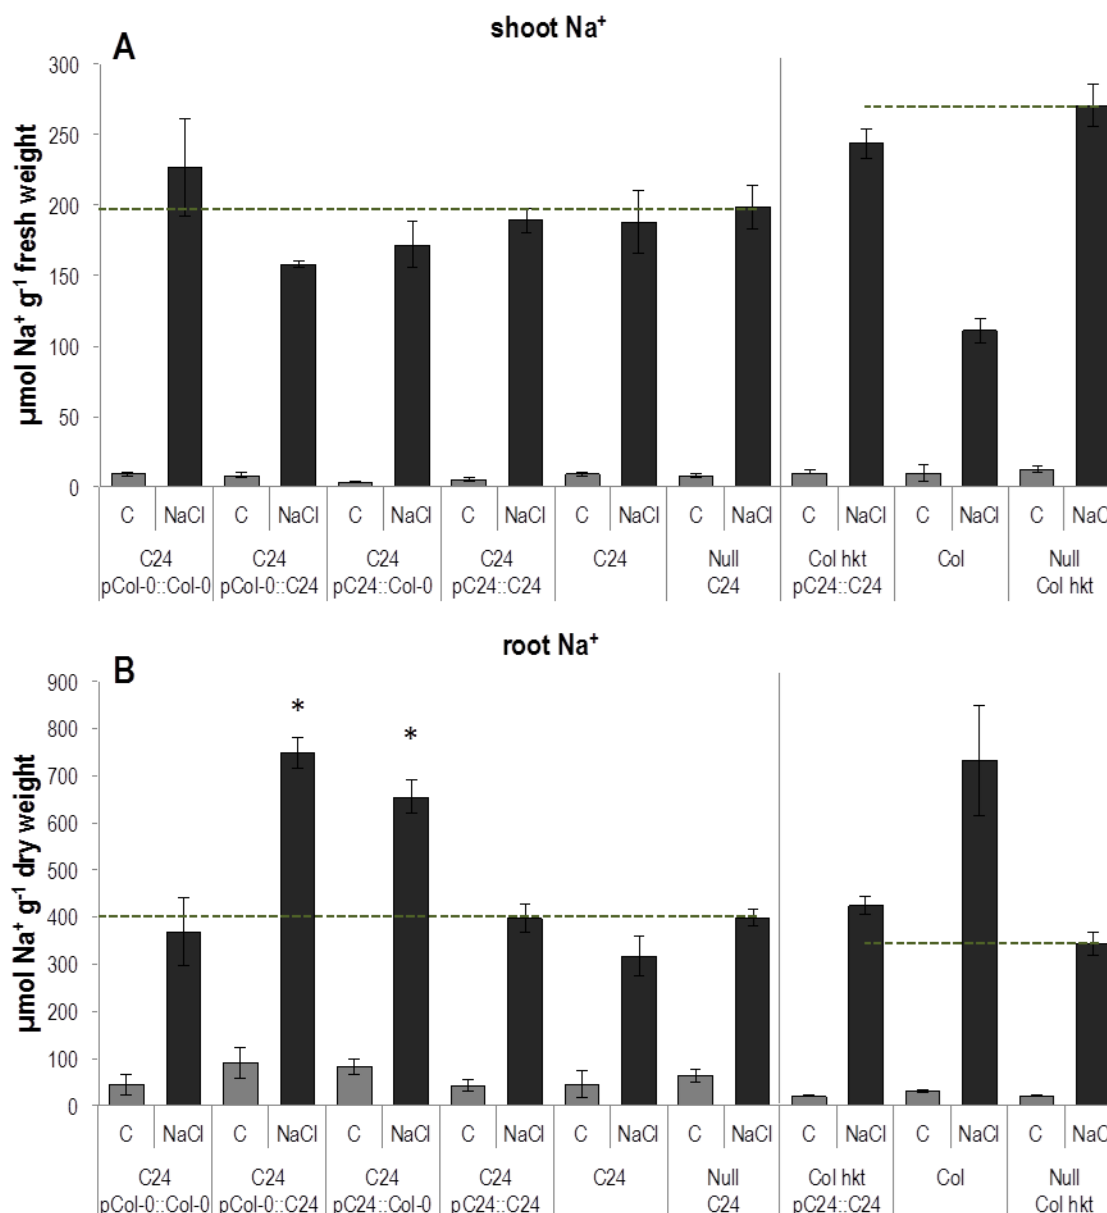 shoot Na⁺
A
µmol Na⁺ g⁻¹ fresh weight
300
250
200
150
100
50
0
C NaCl C NaCl C NaCl C NaCl C NaCl C NaCl C NaCl C NaCl C NaC
C24 C24 C24 C24 C24 Null Col hkt Col Null
pCol-0::Col-0 pCol-0::C24 pC24::Col-0 pC24::C24 C24 pC24::C24 Col hkt
root Na⁺
B
µmol Na⁺ g⁻¹ dry weight
900
800
700
600
500
400
300
200
100
0
* *
C NaCl C NaCl C NaCl C NaCl C NaCl C NaCl C NaCl C NaCl C NaC
C24 C24 C24 C24 C24 Null Col hkt Col Null
pCol-0::Col-0 pCol-0::C24 pC24::Col-0 pC24::C24 C24 pC24::C24 Col hkt